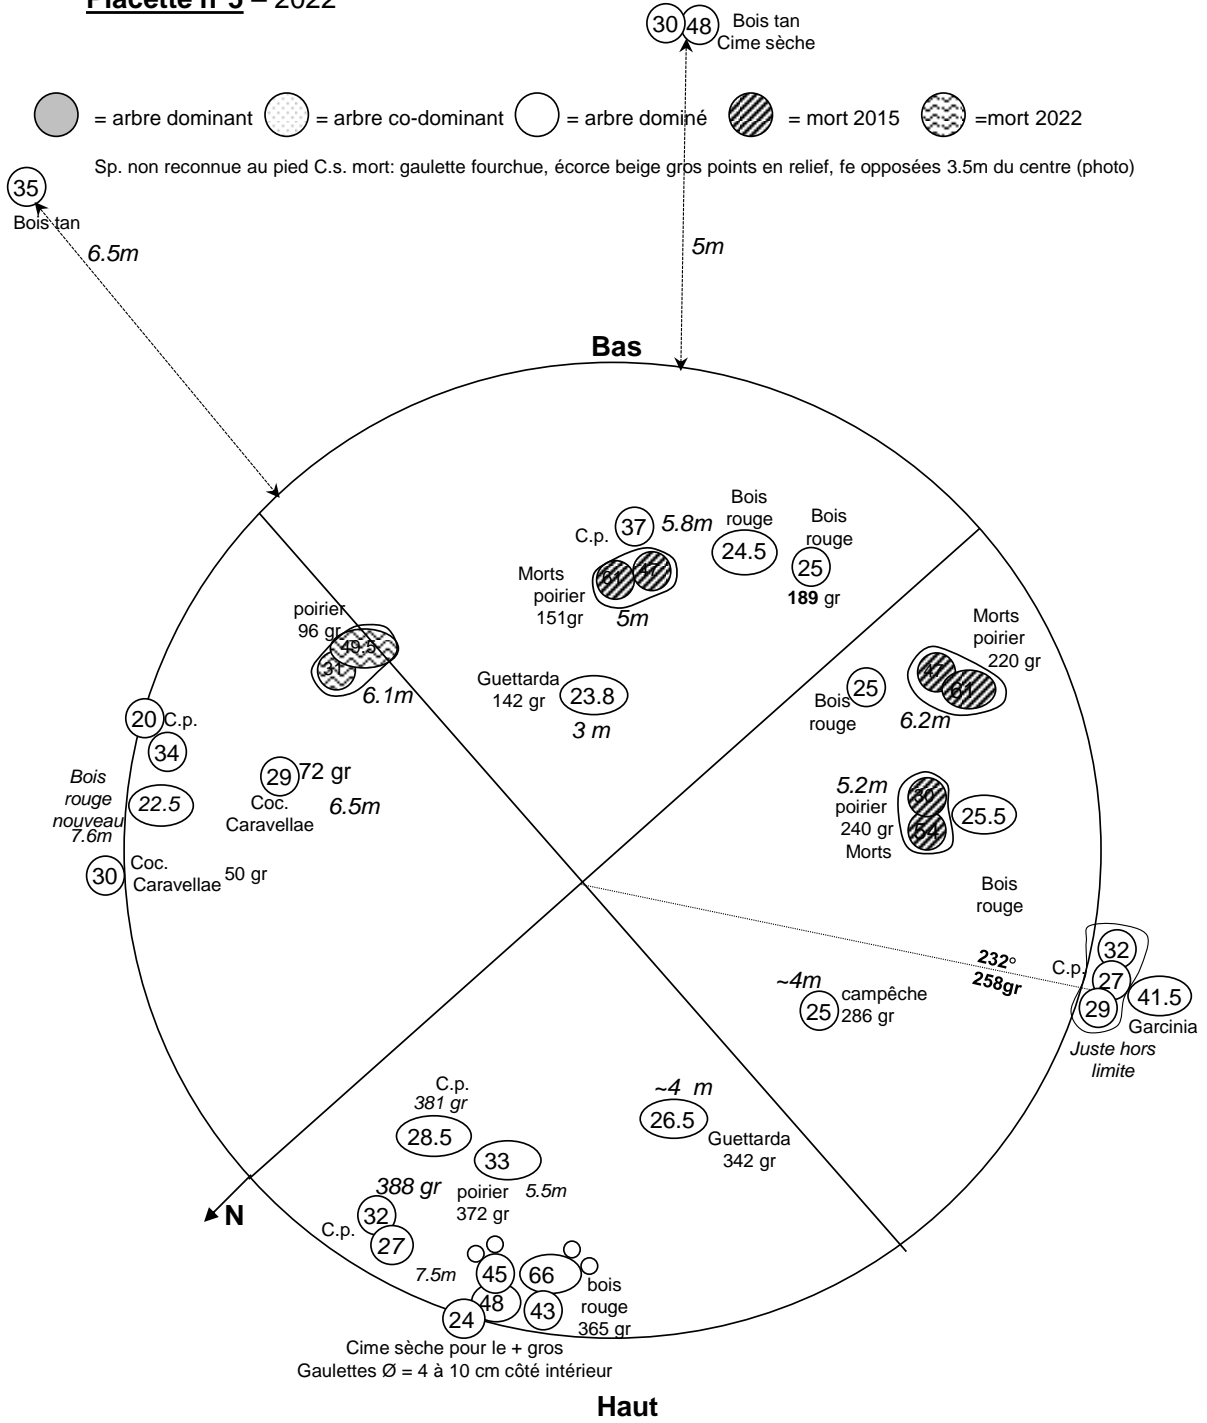 Placette n°5 – 2022
30 48 Bois tan
Cime sèche
= arbre dominant = arbre co-dominant = arbre dominé = mort 2015 =mort 2022
Sp. non reconnue au pied C.s. mort: gaulette fourchue, écorce beige gros points en relief, fe opposées 3.5m du centre (photo)
35
Bois tan
6.5m
5m
Bas
C.p. 37 5.8m
Bois
rouge
24.5
Bois
rouge
25
189 gr
Morts
poirier
151gr
61 47
5m
poirier
96 gr
49.5
31
6.1m
Guettarda
142 gr
23.8
3 m
Morts
poirier
220 gr
47
61
6.2m
25
Bois
rouge
20 C.p.
34
Bois
rouge
nouveau
7.6m
22.5
29 72 gr
Coc.
Caravellae
6.5m
30 Coc.
Caravellae 50 gr
5.2m
poirier
240 gr
Morts
30
54
25.5
Bois
rouge
232°
258gr
C.p.
32
27
29
41.5
Garcinia
Juste hors
limite
~4m
25
campêche
286 gr
~4 m
26.5
Guettarda
342 gr
C.p.
381 gr
28.5
33
poirier
372 gr
5.5m
388 gr
32
C.p.
27
N
7.5m
45
66
48
43
24
bois
rouge
365 gr
Cime sèche pour le + gros
Gaulettes Ø = 4 à 10 cm côté intérieur
Haut